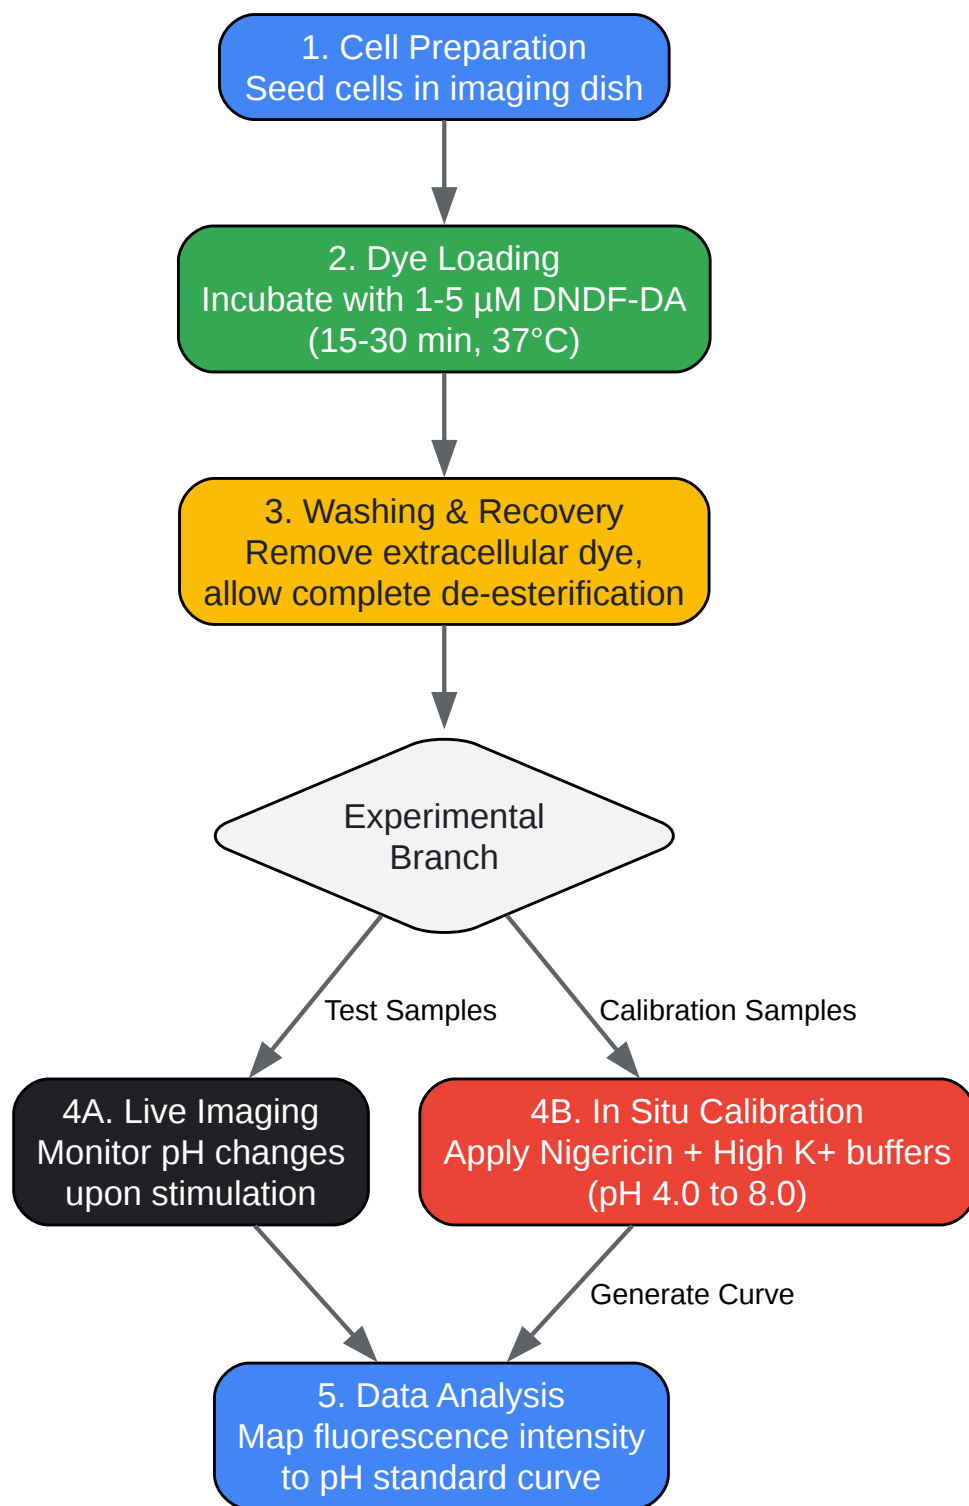 1. Cell Preparation
Seed cells in imaging dish
2. Dye Loading
Incubate with 1-5 µM DNDF-DA
(15-30 min, 37°C)
3. Washing & Recovery
Remove extracellular dye,
allow complete de-esterification
Experimental
Branch
Test Samples
Calibration Samples
4A. Live Imaging
Monitor pH changes
upon stimulation
4B. In Situ Calibration
Apply Nigericin + High K+ buffers
(pH 4.0 to 8.0)
Generate Curve
5. Data Analysis
Map fluorescence intensity
to pH standard curve